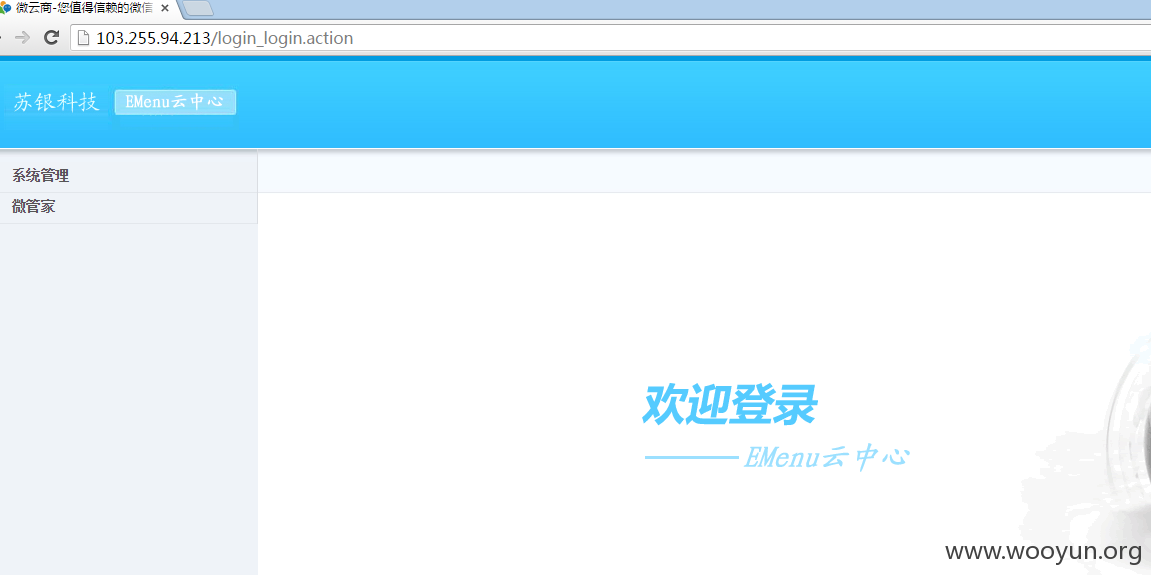 微云商-您值得信赖的微信
103.255.94.213/login_login.action
苏银科技 EMenu云中心
系统管理
微管家
欢迎登录
EMenu云中心
www.wooyun.org